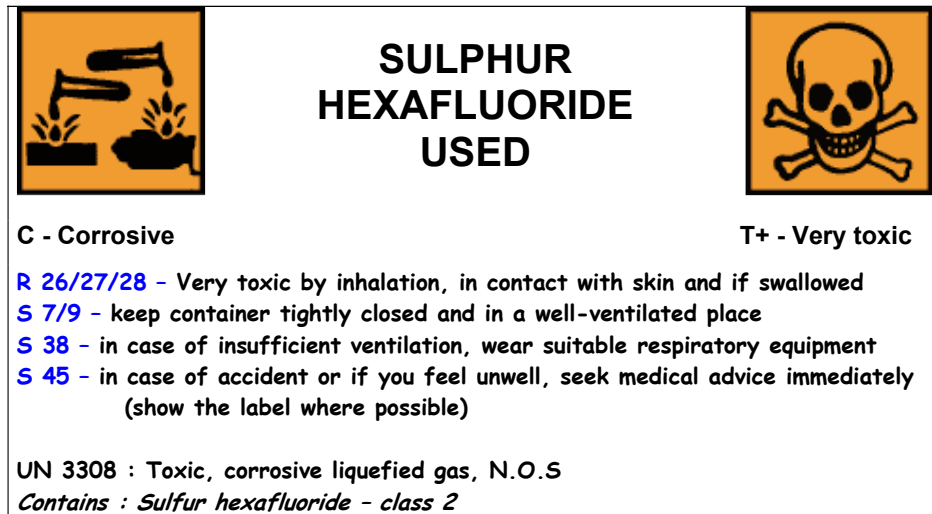 SULPHUR
HEXAFLUORIDE
USED
C - Corrosive
T+ - Very toxic
R 26/27/28 – Very toxic by inhalation, in contact with skin and if swallowed
S 7/9 – keep container tightly closed and in a well-ventilated place
S 38 – in case of insufficient ventilation, wear suitable respiratory equipment
S 45 – in case of accident or if you feel unwell, seek medical advice immediately
(show the label where possible)
UN 3308 : Toxic, corrosive liquefied gas, N.O.S
Contains : Sulfur hexafluoride – class 2